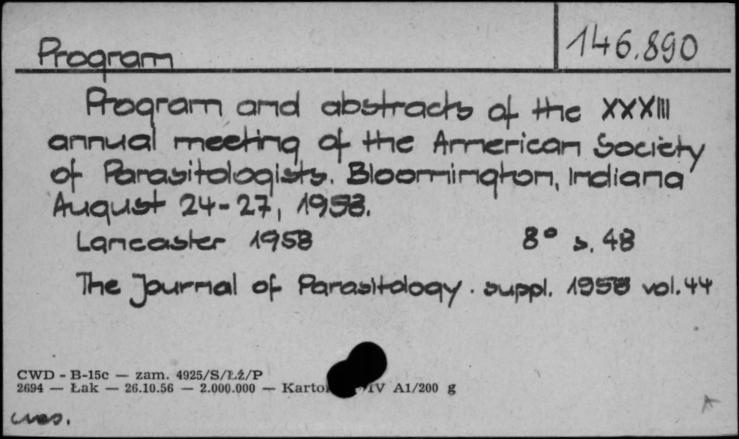 Program
146.890
Program and abstracts of the XXXIII
annual meeting of the American Society
of Parasitologists. Bloomington, Indiana
August 24-27, 1958.
Lancaster 1958 8° s. 48
The Journal of Parasitology. suppl. 1958 vol. 44
CWD - B-15c — zam. 4925/S/Łż/P
2694 — Łak — 26.10.56 — 2.000.000 — IV A1/200 g